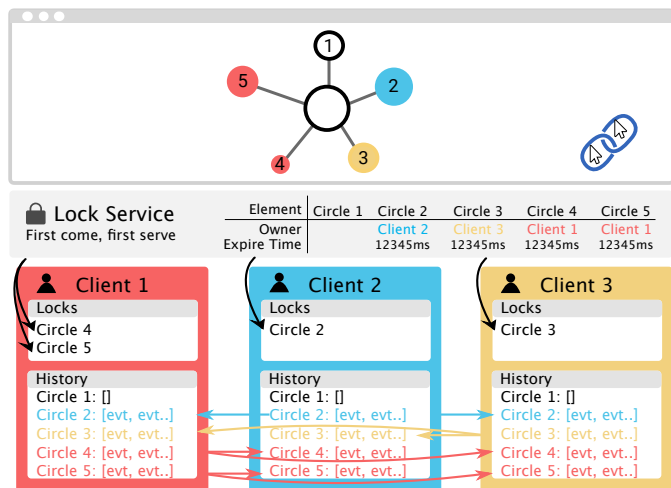 1
5
2
3
4
Lock Service
First come, first serve
Element Circle 1 Circle 2 Circle 3 Circle 4 Circle 5
Owner Client 2 Client 3 Client 1 Client 1
Expire Time 12345ms 12345ms 12345ms 12345ms
Client 1
Locks
Circle 4
Circle 5
History
Circle 1: []
Circle 2: [evt, evt..]
Circle 3: [evt, evt..]
Circle 4: [evt, evt..]
Circle 5: [evt, evt..]
Client 2
Locks
Circle 2
History
Circle 1: []
Circle 2: [evt, evt..]
Circle 3: [evt, evt..]
Circle 4: [evt, evt..]
Circle 5: [evt, evt..]
Client 3
Locks
Circle 3
History
Circle 1: []
Circle 2: [evt, evt..]
Circle 3: [evt, evt..]
Circle 4: [evt, evt..]
Circle 5: [evt, evt..]